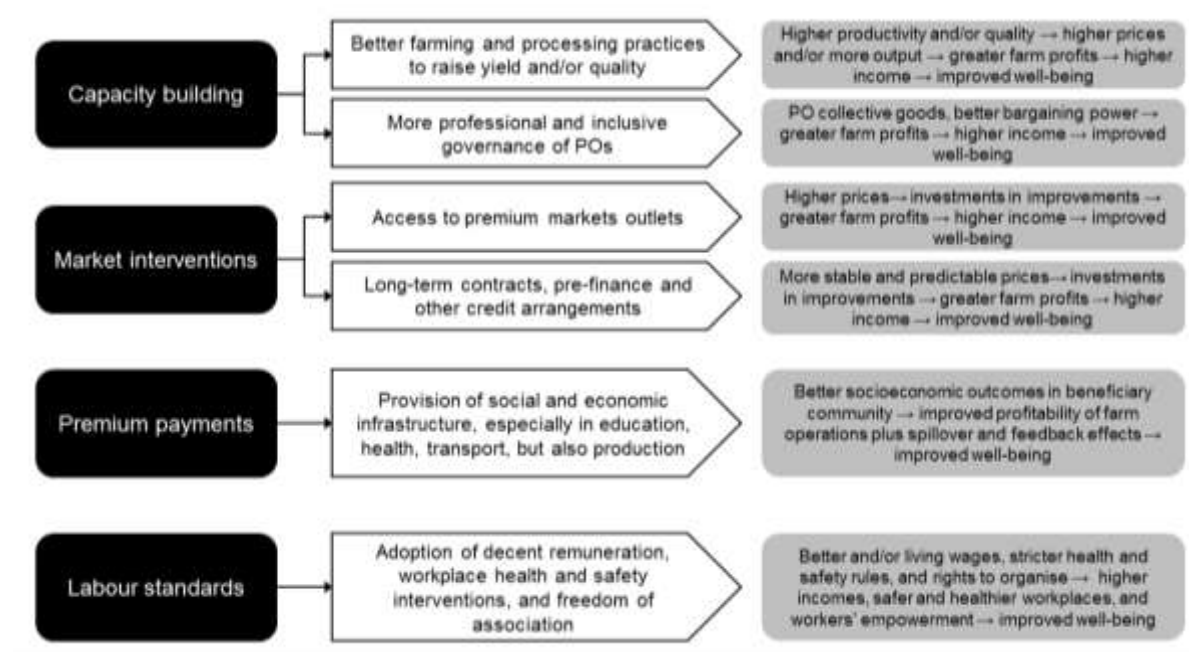 Capacity building
Better farming and processing practices
to raise yield and/or quality
Higher productivity and/or quality → higher prices
and/or more output → greater farm profits → higher
income → improved well-being
More professional and inclusive
governance of POs
PO collective goods, better bargaining power →
greater farm profits → higher income → improved
well-being
Market interventions
Access to premium markets outlets
Higher prices → investments in improvements →
greater farm profits → higher income → improved
well-being
Long-term contracts, pre-finance and
other credit arrangements
More stable and predictable prices → investments
in improvements → greater farm profits → higher
income → improved well-being
Premium payments
Provision of social and economic
infrastructure, especially in education,
health, transport, but also production
Better socioeconomic outcomes in beneficiary
community → improved profitability of farm
operations plus spillover and feedback effects →
improved well-being
Labour standards
Adoption of decent remuneration,
workplace health and safety
interventions, and freedom of
association
Better and/or living wages, stricter health and
safety rules, and rights to organise → higher
incomes, safer and healthier workplaces, and
workers' empowerment → improved well-being